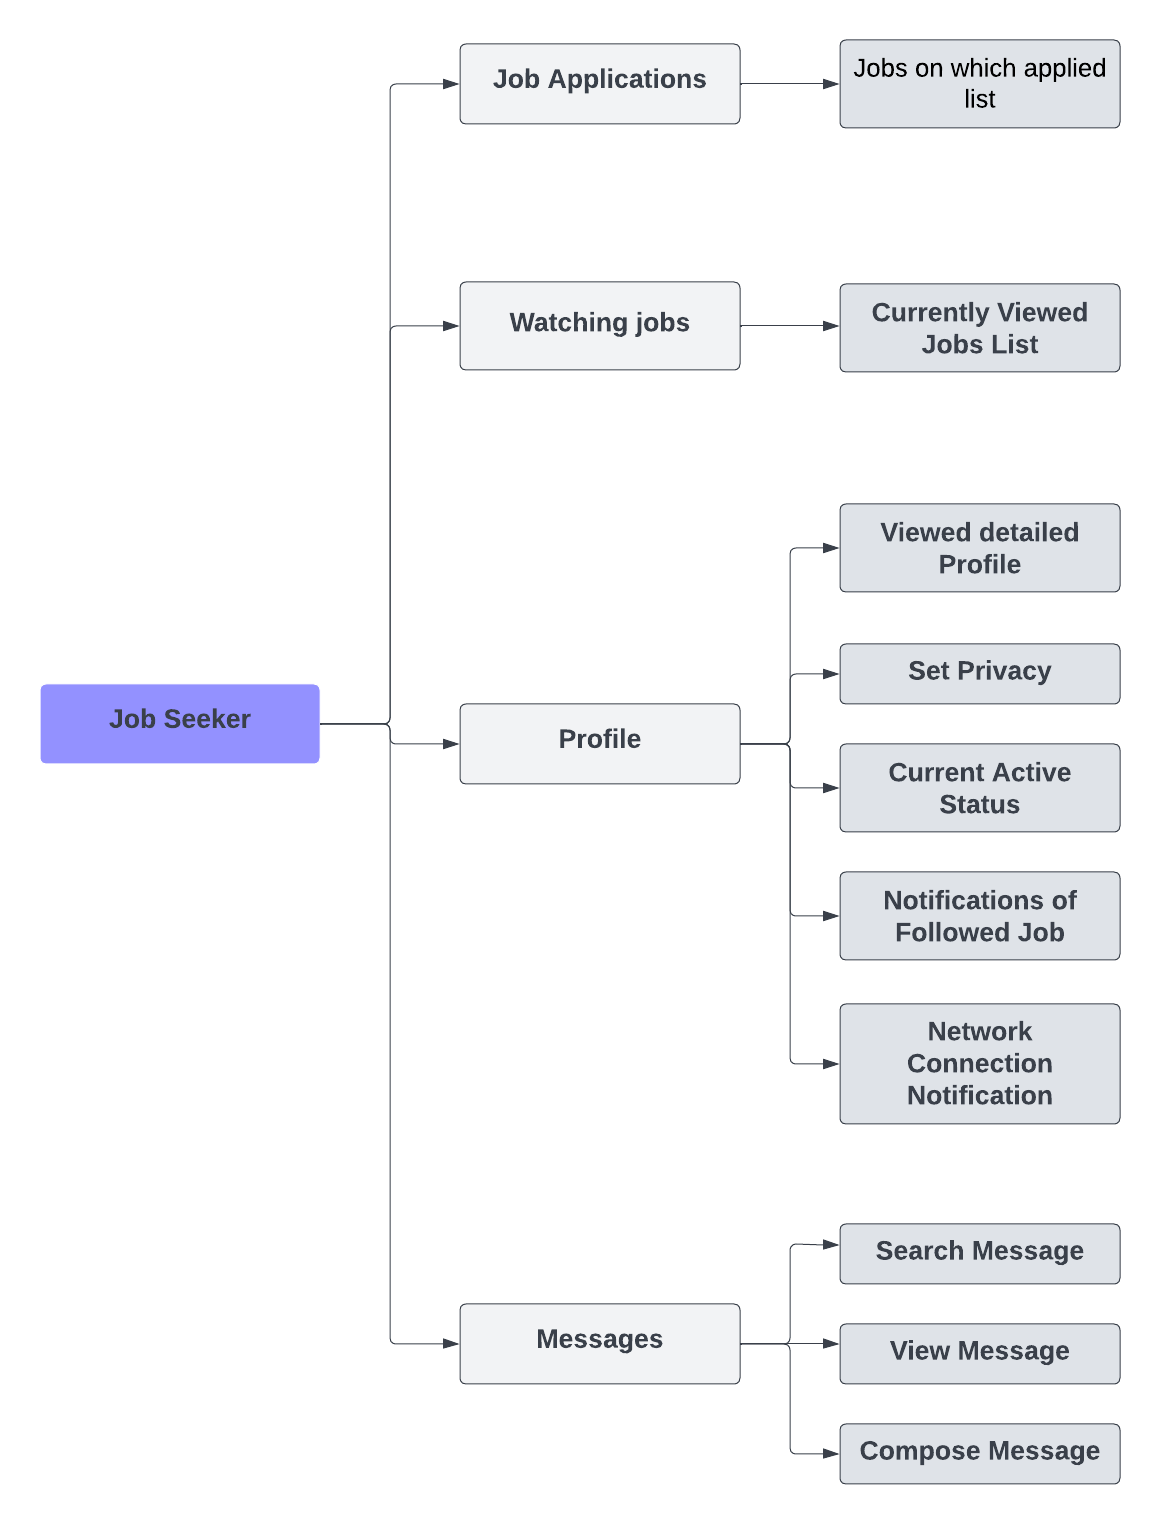 Job Applications
Jobs on which applied
list
Watching jobs
Currently Viewed
Jobs List
Viewed detailed
Profile
Set Privacy
Job Seeker
Profile
Current Active
Status
Notifications of
Followed Job
Network
Connection
Notification
Search Message
Messages
View Message
Compose Message